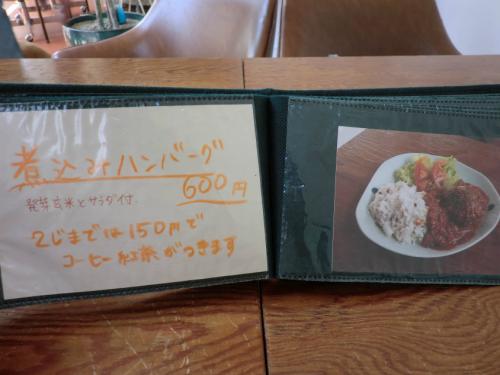 煮込みハンバーグ
600円
発芽玄米とサラダ付
2じまでは150円で
コーヒー紅茶がつきます